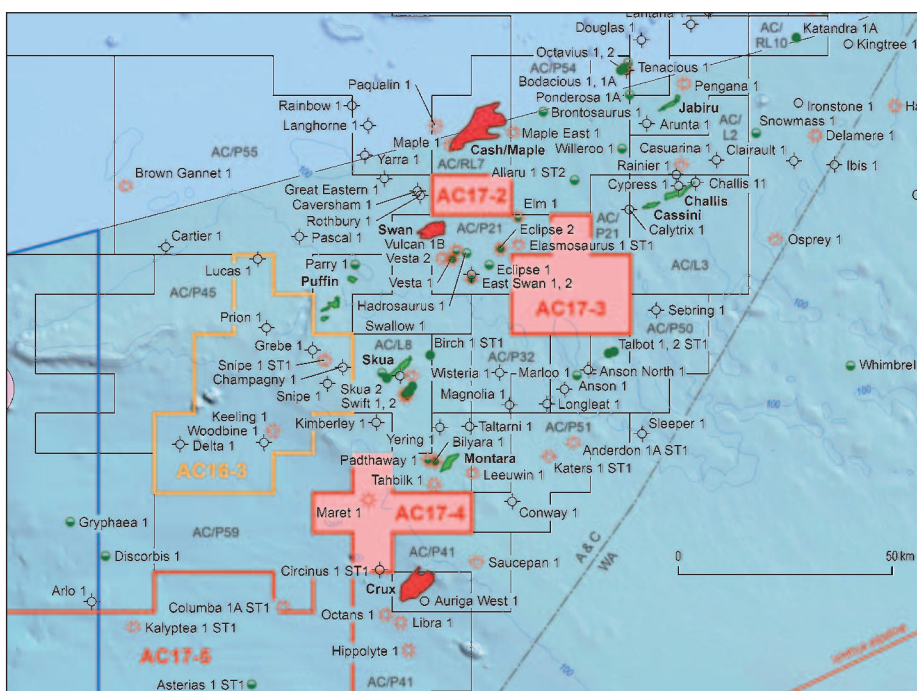 Lantana 1
Douglas 1
AC/
RL10
Katandra 1A
Kingtree 1
Octavius 1, 2
AC/P54
Tenacious 1
Bodacious 1, 1A
Pengana 1
Ponderosa 1A
Jabiru
Paqualin 1
Rainbow 1
Langhorne 1
Brontosaurus 1
Ironstone 1
Ha
Arunta 1
AC/
L2
Snowmass 1
Delamere 1
Maple 1
Cash/Maple
Maple East 1
Willeroo 1
Casuarina 1
Clairault 1
Ibis 1
AC/P55
Yarra 1
AC/RL7
Rainier 1
Brown Gannet 1
Allaru 1 ST2
Cypress 1
Challis 11
Great Eastern 1
Caversham 1
Rothbury 1
AC17-2
Challis
Cassini
Elm 1
AC/
P21
Calytrix 1
Swan
AC/P21
Eclipse 2
Cartier 1
Pascal 1
Vulcan 1B
Elasmosaurus 1 ST1
Osprey 1
Vesta 2
Lucas 1
Parry 1
Vesta 1
Eclipse 1
East Swan 1, 2
AC/L3
Puffin
Hadrosaurus 1
AC/P45
AC17-3
Sebring 1
Prion 1
Swallow 1
AC/P50
Grebe 1
AC/L8
Birch 1 ST1
Talbot 1, 2 ST1
Snipe 1 ST1
Skua
AC/P32
Champagny 1
Wisteria 1
Marloo 1
Anson North 1
Whimbrel
Snipe 1
Skua 2
Swift 1, 2
Anson 1
Magnolia 1
Longleat 1
Keeling 1
Woodbine 1
Kimberley 1
Taltarni 1
Sleeper 1
Delta 1
Yering 1
Bilyara 1
AC/P51
Anderdon 1A ST1
AC16-3
Padthaway 1
Montara
Katers 1 ST1
Tahbilk 1
Leeuwin 1
Maret 1
AC17-4
Conway 1
Gryphaea 1
AC/P59
A & C
WA
0
50 km
Discorbis 1
AC/P41
Saucepan 1
Circinus 1 ST1
Crux
Arlo 1
Auriga West 1
Columba 1A ST1
Octans 1
Libra 1
Kalyptea 1 ST1
AC17-5
Hippolyte 1
Asterias 1 ST1
AC/P41
100
100
100
100